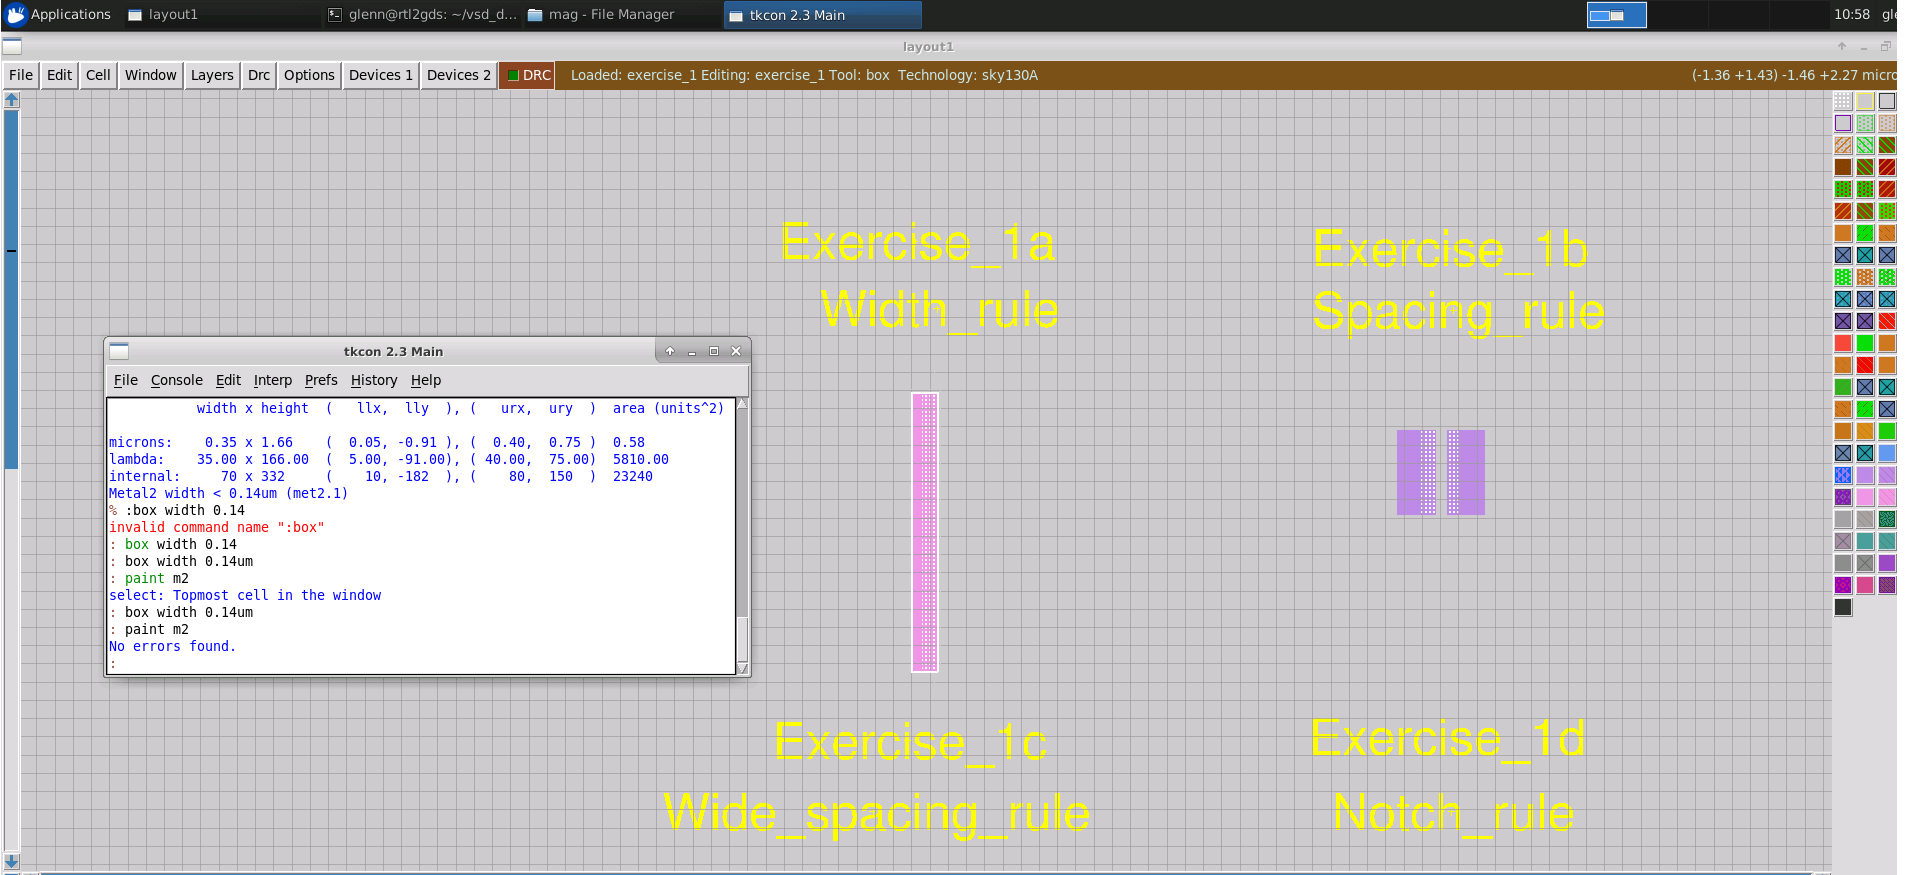 Applications layout1 glenn@rtl2gds: ~/vsd_d... mag - File Manager tkcon 2.3 Main 10:58 gle
layout1
File Edit Cell Window Layers Drc Options Devices 1 Devices 2 DRC Loaded: exercise_1 Editing: exercise_1 Tool: box Technology: sky130A (-1.36 +1.43) -1.46 +2.27 micro
Exercise_1a
Width_rule
Exercise_1b
Spacing_rule
tkcon 2.3 Main
File Console Edit Interp Prefs History Help
width x height ( llx, lly ), ( urx, ury ) area (units^2)
microns: 0.35 x 1.66 ( 0.05, -0.91 ), ( 0.40, 0.75 ) 0.58
lambda: 35.00 x 166.00 ( 5.00, -91.00), ( 40.00, 75.00) 5810.00
internal: 70 x 332 ( 10, -182 ), ( 80, 150 ) 23240
Metal2 width < 0.14um (met2.1)
% :box width 0.14
invalid command name ":box"
: box width 0.14
: box width 0.14um
: paint m2
select: Topmost cell in the window
: box width 0.14um
: paint m2
No errors found.
:
Exercise_1c
Wide_spacing_rule
Exercise_1d
Notch_rule